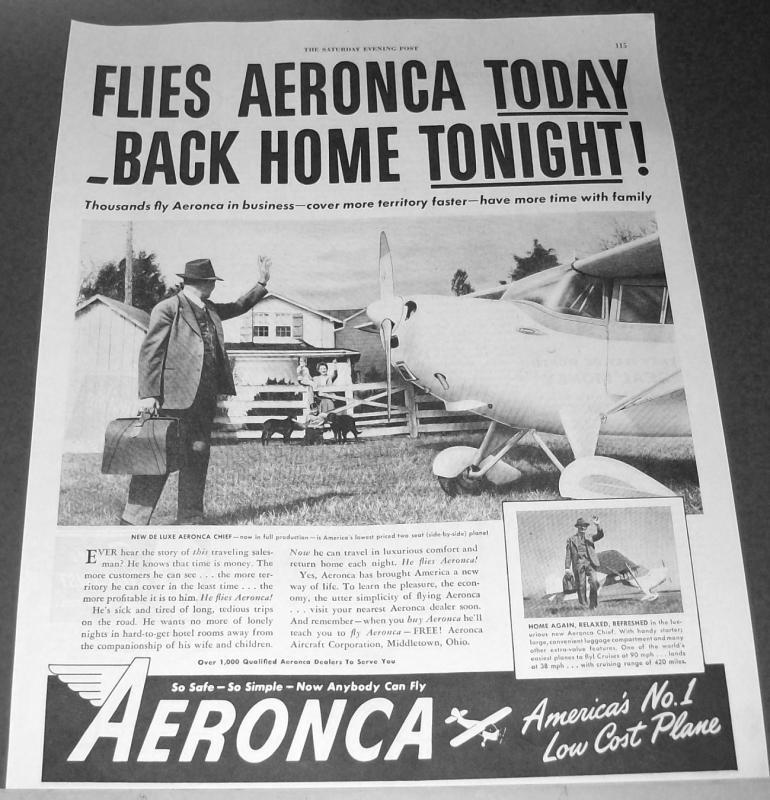 THE SATURDAY EVENING POST
115
FLIES AERONCA TODAY
-BACK HOME TONIGHT!
Thousands fly Aeronca in business—cover more territory faster—have more time with family
NEW DE LUXE AERONCA CHIEF—now in full production—is America's lowest priced two seat (side-by-side) plane!
EVER hear the story of this traveling sales-
man? He knows that time is money. The
more customers he can see . . . the more ter-
ritory he can cover in the least time . . . the
more profitable it is to him. He flies Aeronca!
He's sick and tired of long, tedious trips
on the road. He wants no more of lonely
nights in hard-to-get hotel rooms away from
the companionship of his wife and children.
Now he can travel in luxurious comfort and
return home each night. He flies Aeronca!
Yes, Aeronca has brought America a new
way of life. To learn the pleasure, the econ-
omy, the utter simplicity of flying Aeronca
. . . visit your nearest Aeronca dealer soon.
And remember—when you buy Aeronca he'll
teach you to fly Aeronca—FREE! Aeronca
Aircraft Corporation, Middletown, Ohio.
HOME AGAIN, RELAXED, REFRESHED in the lux-
urious new Aeronca Chief. With handy starter;
large, convenient luggage compartment and many
other extra-value features. One of the world's
easiest planes to fly! Cruises at 90 mph . . . lands
at 38 mph . . . with cruising range of 420 miles.
Over 1,000 Qualified Aeronca Dealers To Serve You
So Safe—So Simple—Now Anybody Can Fly
AERONCA
America's No.1
Low Cost Plane